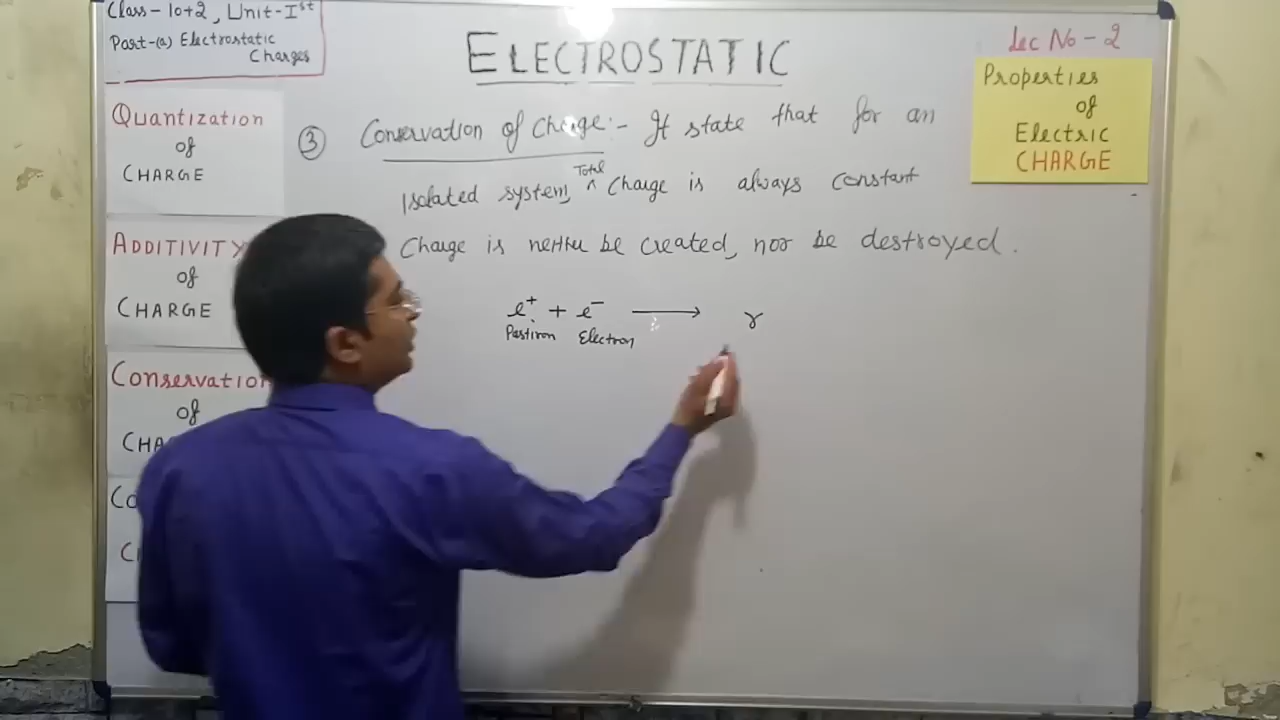 Class-10+2, Unit-Ist
Part-(a) Electrostatic
Charges
ELECTROSTATIC
Lec No-2
Properties
of
Electric
CHARGE
Quantization
of
CHARGE
ADDITIVITY
of
CHARGE
Conservation
of
CHA
Co
C
③ Conservation of Charge:- It state that for an
Isolated system, Total Charge is always constant
Charge is neither be created, nor be destroyed.
e+ + e- ⟶ γ
Positron Electron